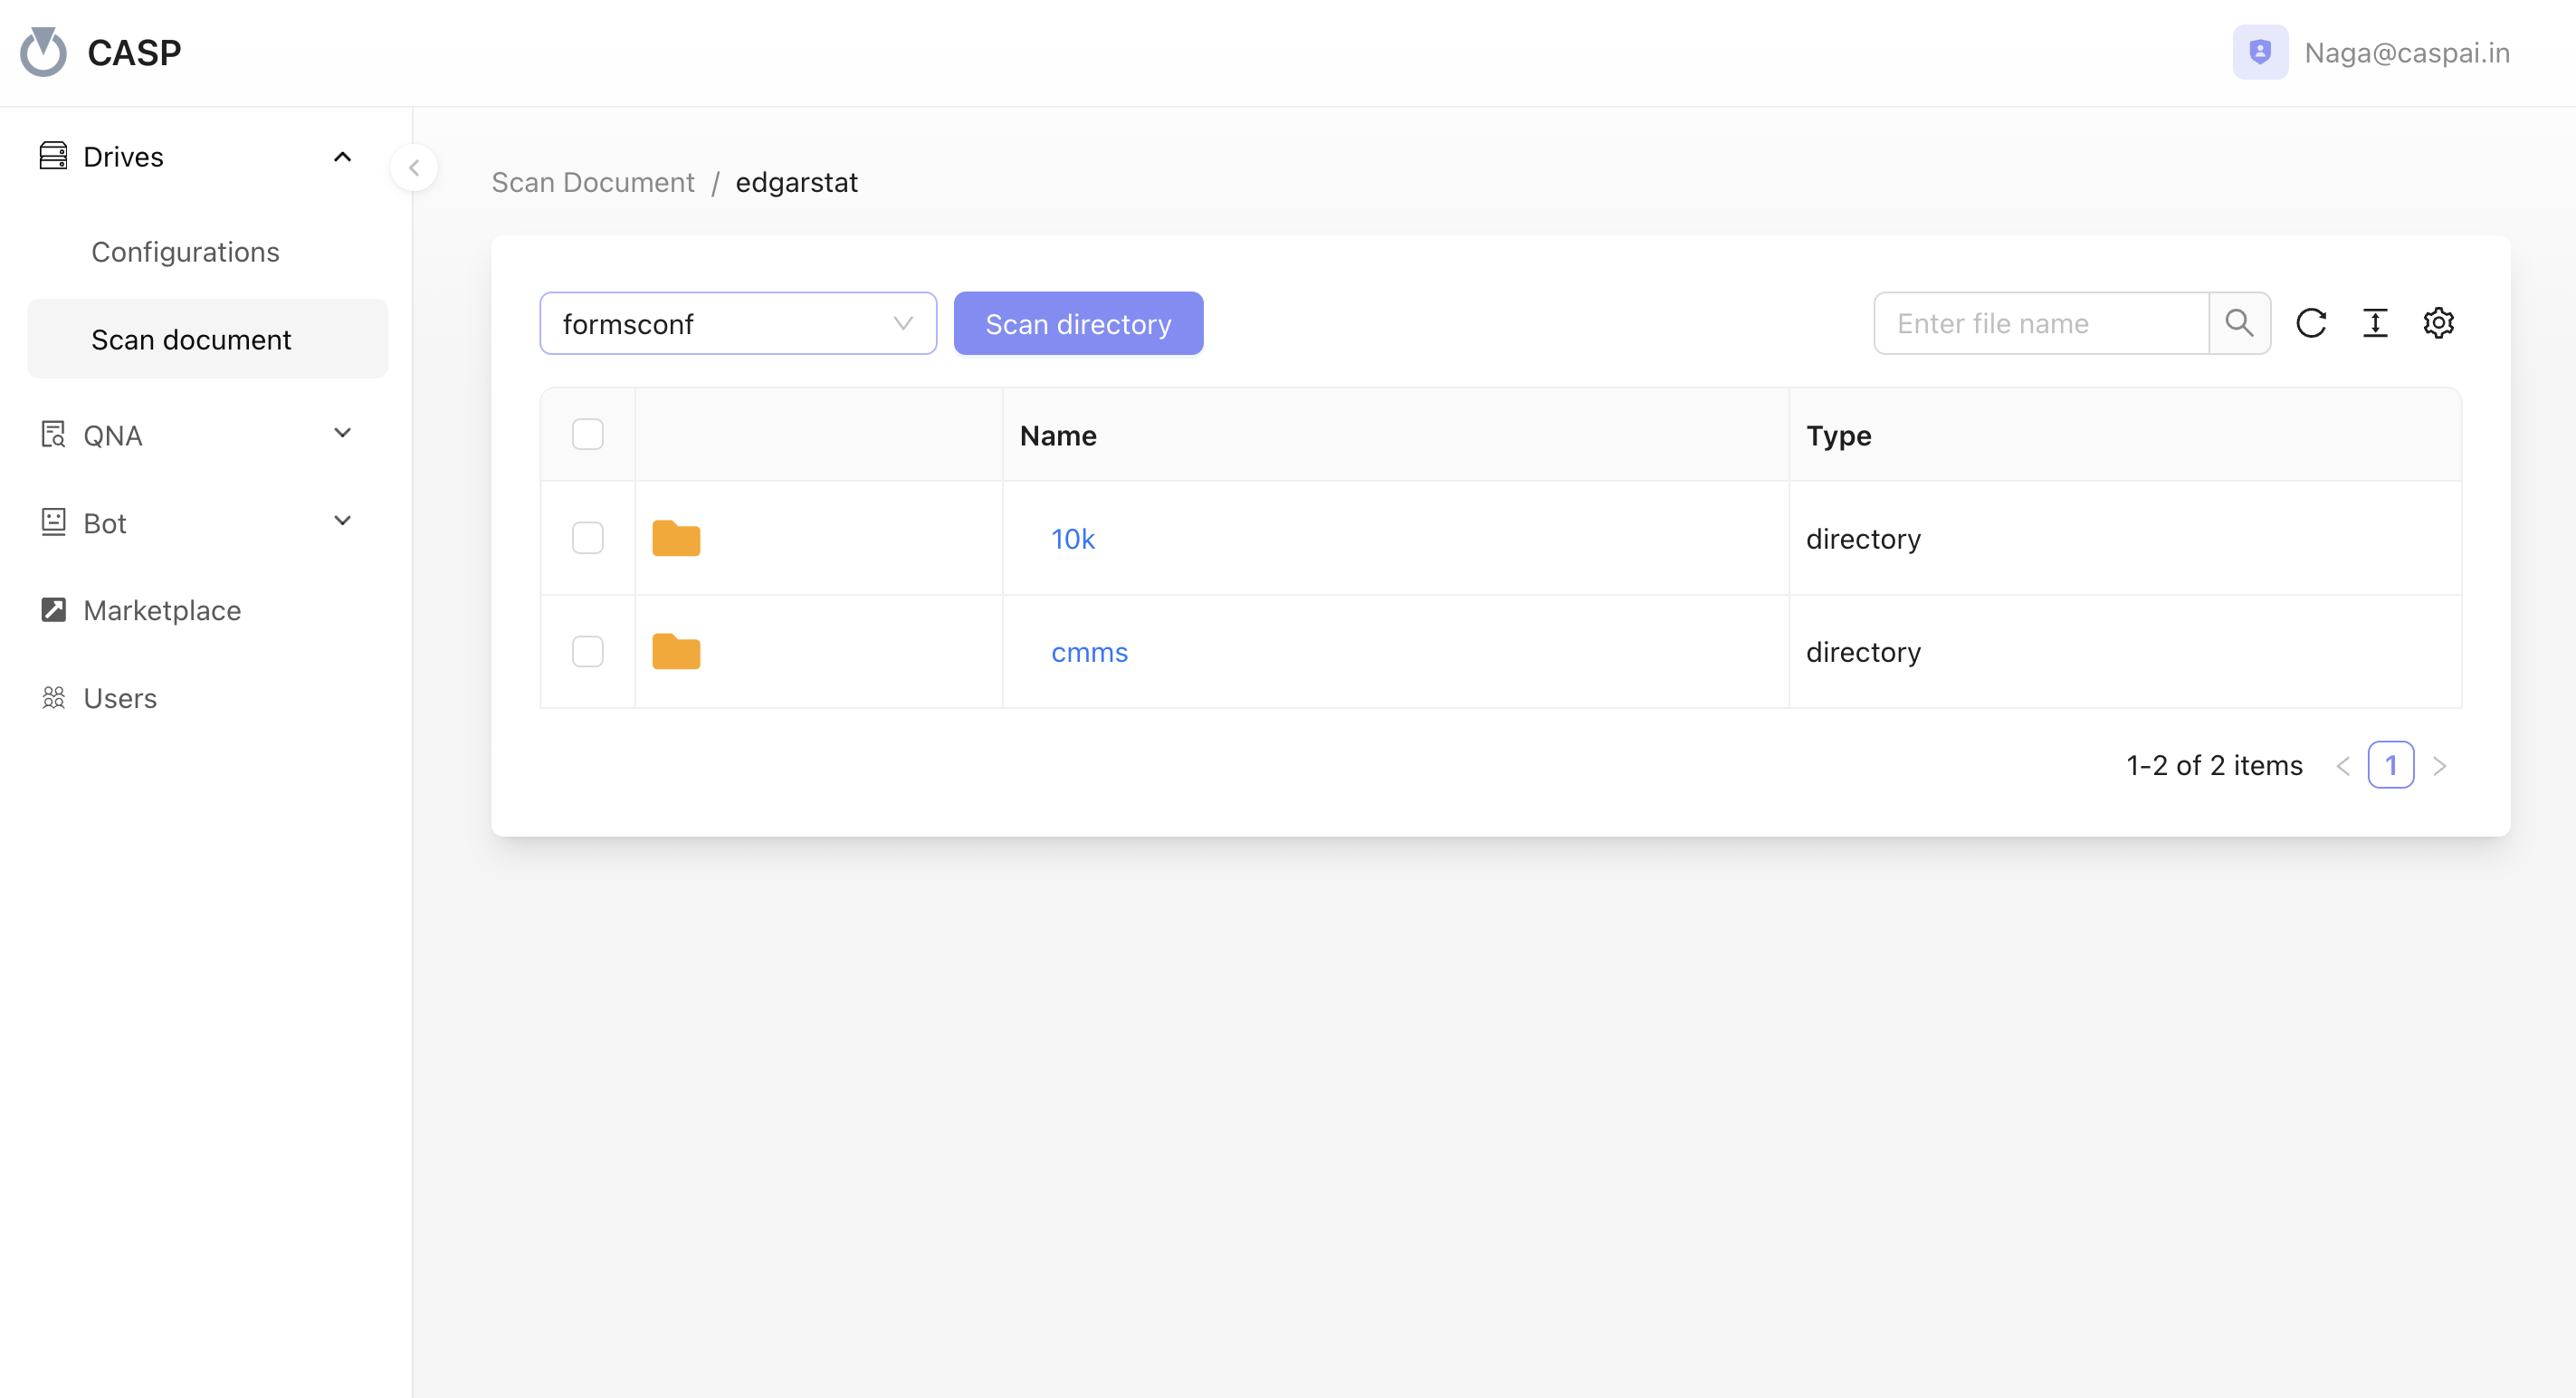 CASP
Naga@caspai.in
Drives
Configurations
Scan document
QNA
Bot
Marketplace
Users
Scan Document / edgarstat
formsconf
Scan directory
Enter file name
Name Type
10k directory
cmms directory
1-2 of 2 items 1